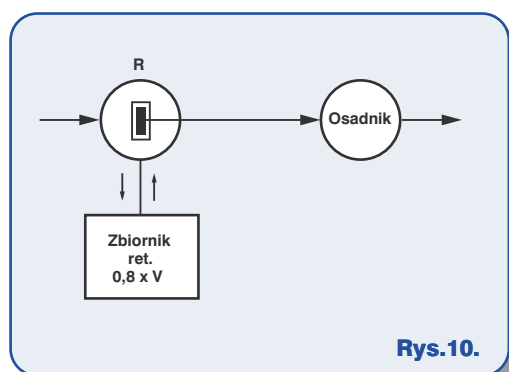 R
Osadnik
Zbiornik
ret.
0,8 x V
Rys.10.